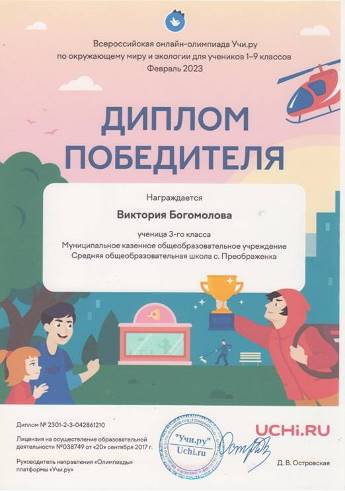 Всероссийская онлайн-олимпиада Учи.ру
по окружающему миру и экологии для учеников 1–9 классов
Февраль 2023
ДИПЛОМ
ПОБЕДИТЕЛЯ
Награждается
Виктория Богомолова
ученица 3-го класса
Муниципальное казенное общеобразовательное учреждение
Средняя общеобразовательная школа с. Преображенка
Диплом № 2301-2-3-042861210
Лицензия на осуществление образовательной
деятельности №038749 от «20» сентября 2017 г.
Руководитель направления «Олимпиады»
платформы «Учи.ру»
"Учи.ру"
Uchi.ru
UCHi.RU
Д. В. Островская